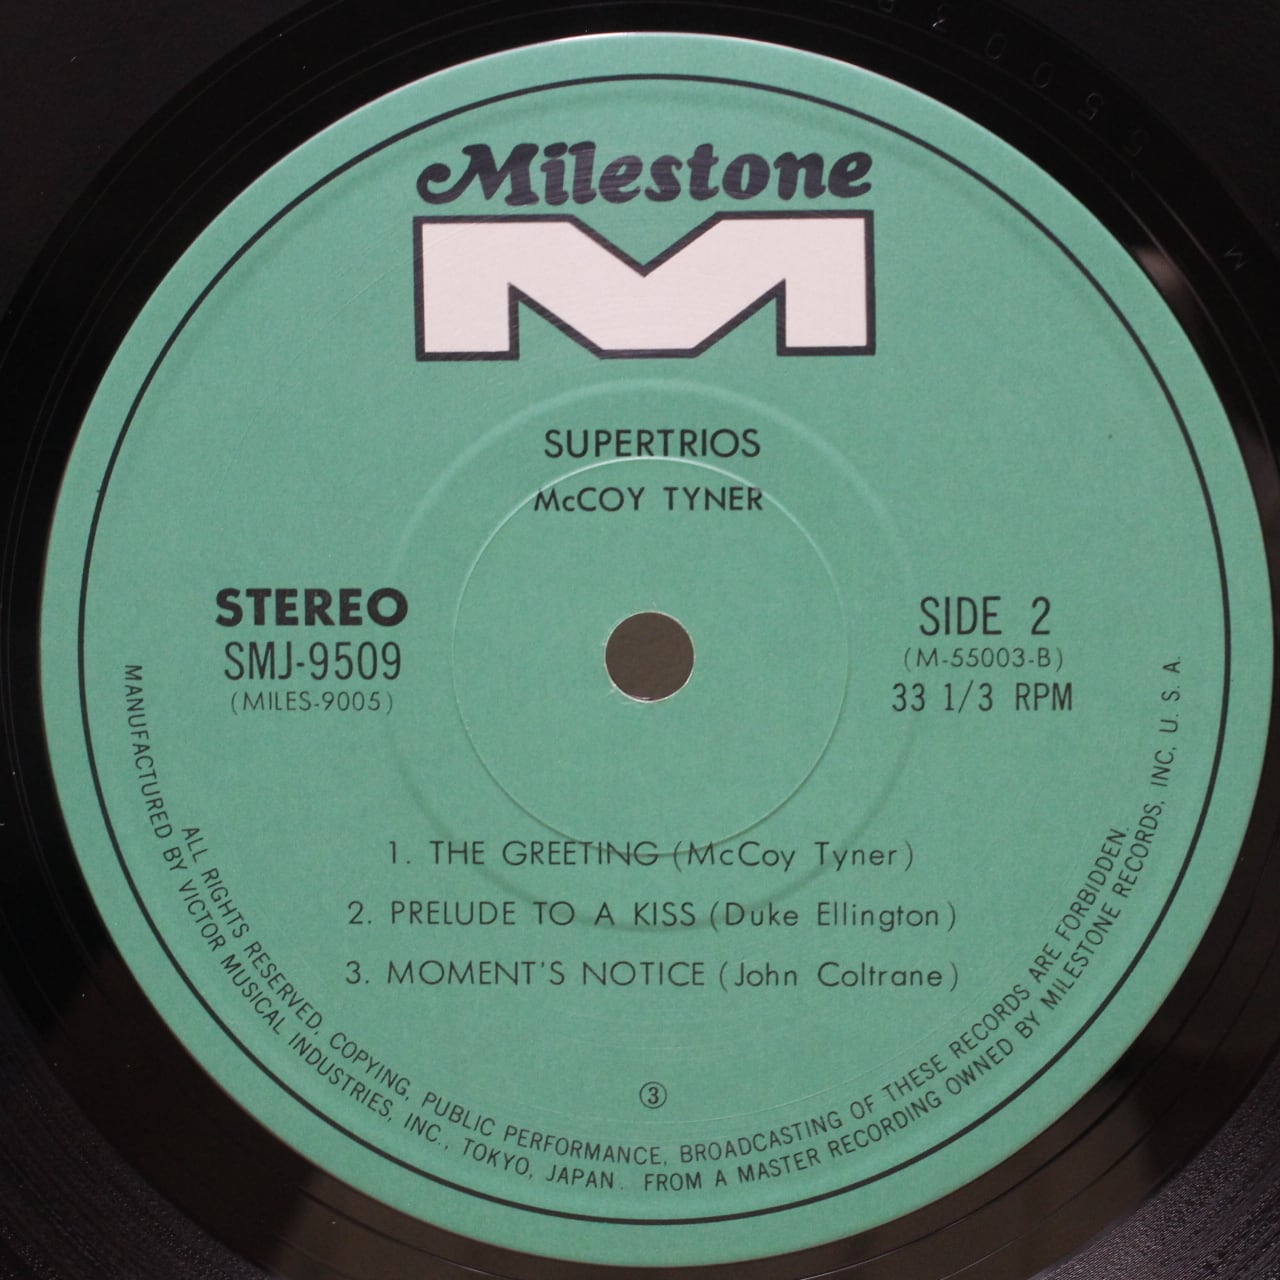 Milestone
SUPERTRIOS
McCOY TYNER
STEREO
SMJ-9509
(MILES-9005)
SIDE 2
(M-55003-B)
33 1/3 RPM
1. THE GREETING (McCoy Tyner)
2. PRELUDE TO A KISS (Duke Ellington)
3. MOMENT'S NOTICE (John Coltrane)
③
ALL RIGHTS RESERVED, COPYING, PUBLIC PERFORMANCE, BROADCASTING OF THESE RECORDS ARE FORBIDDEN.
MANUFACTURED BY VICTOR MUSICAL INDUSTRIES, INC., TOKYO, JAPAN. FROM A MASTER RECORDING OWNED BY MILESTONE RECORDS, INC, U. S. A.